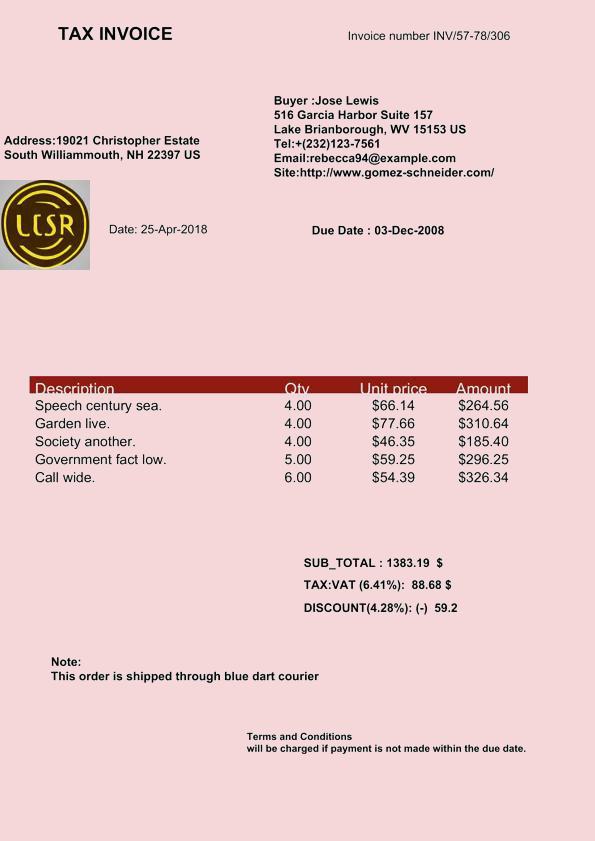 TAX INVOICE
Invoice number INV/57-78/306
Buyer :Jose Lewis
516 Garcia Harbor Suite 157
Lake Brianborough, WV 15153 US
Tel:+(232)123-7561
Email:rebecca94@example.com
Site:http://www.gomez-schneider.com/
Address:19021 Christopher Estate
South Williammouth, NH 22397 US
LCSR
Date: 25-Apr-2018
Due Date : 03-Dec-2008
Description Qty Unit price Amount
Speech century sea. 4.00 $66.14 $264.56
Garden live. 4.00 $77.66 $310.64
Society another. 4.00 $46.35 $185.40
Government fact low. 5.00 $59.25 $296.25
Call wide. 6.00 $54.39 $326.34
SUB_TOTAL : 1383.19 $
TAX:VAT (6.41%): 88.68 $
DISCOUNT(4.28%): (-) 59.2
Note:
This order is shipped through blue dart courier
Terms and Conditions
will be charged if payment is not made within the due date.